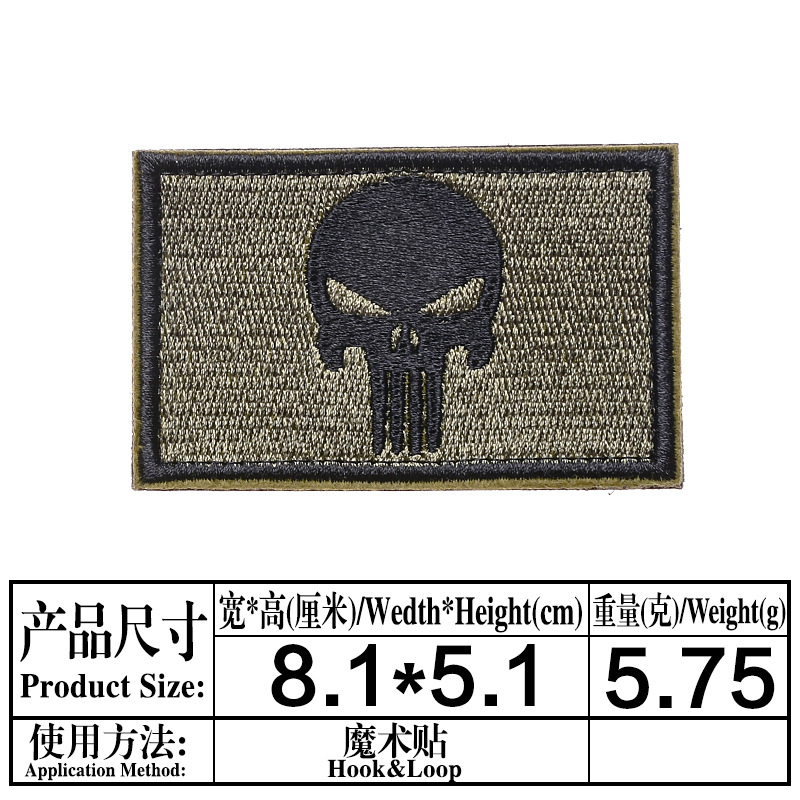 产品尺寸
Product Size:
宽*高(厘米)/Wedth*Height(cm)
重量(克)/Weight(g)
8.1*5.1
5.75
使用方法:
Application Method:
魔术贴
Hook&Loop